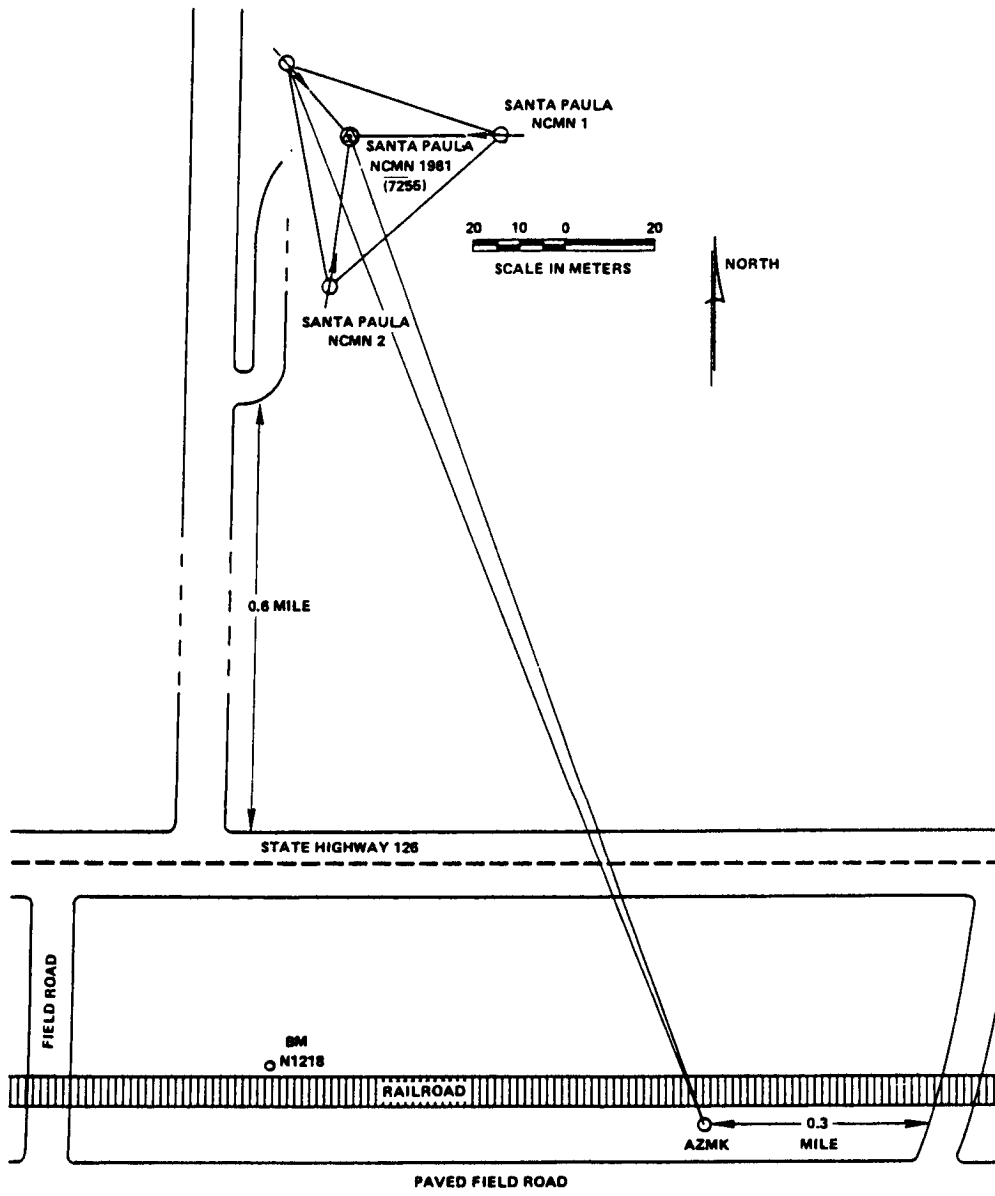 SANTA PAULA
NCMN 1
SANTA PAULA
NCMN 1981
(7255)
20 10 0 20
SCALE IN METERS
NORTH
SANTA PAULA
NCMN 2
0.6 MILE
STATE HIGHWAY 126
FIELD ROAD
BM
N1218
RAILROAD
0.3
MILE
AZMK
PAVED FIELD ROAD